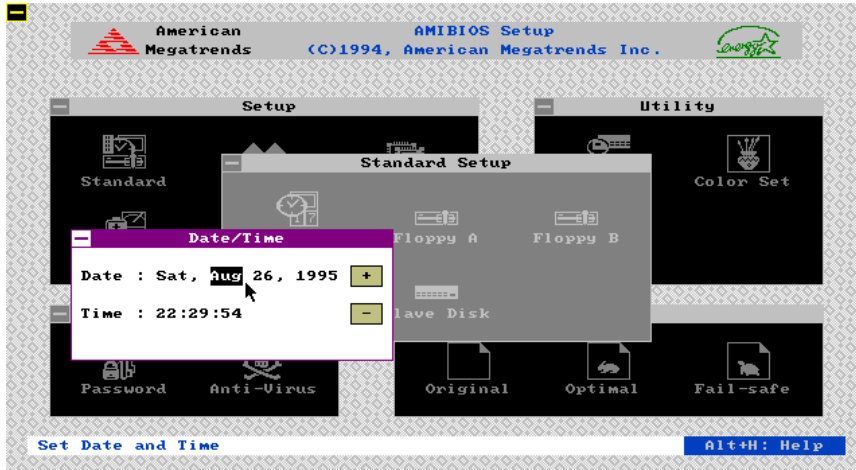 American
Megatrends
AMIBIOS Setup
(C)1994, American Megatrends Inc.
energy
Setup
Utility
Standard
Color Set
Standard Setup
17
Floppy A
Floppy B
Date/Time
Date : Sat, Aug 26, 1995 +
Time : 22:29:54 -
lave Disk
Password
Anti-Virus
Original
Optimal
Fail-safe
Set Date and Time
Alt+H: Help